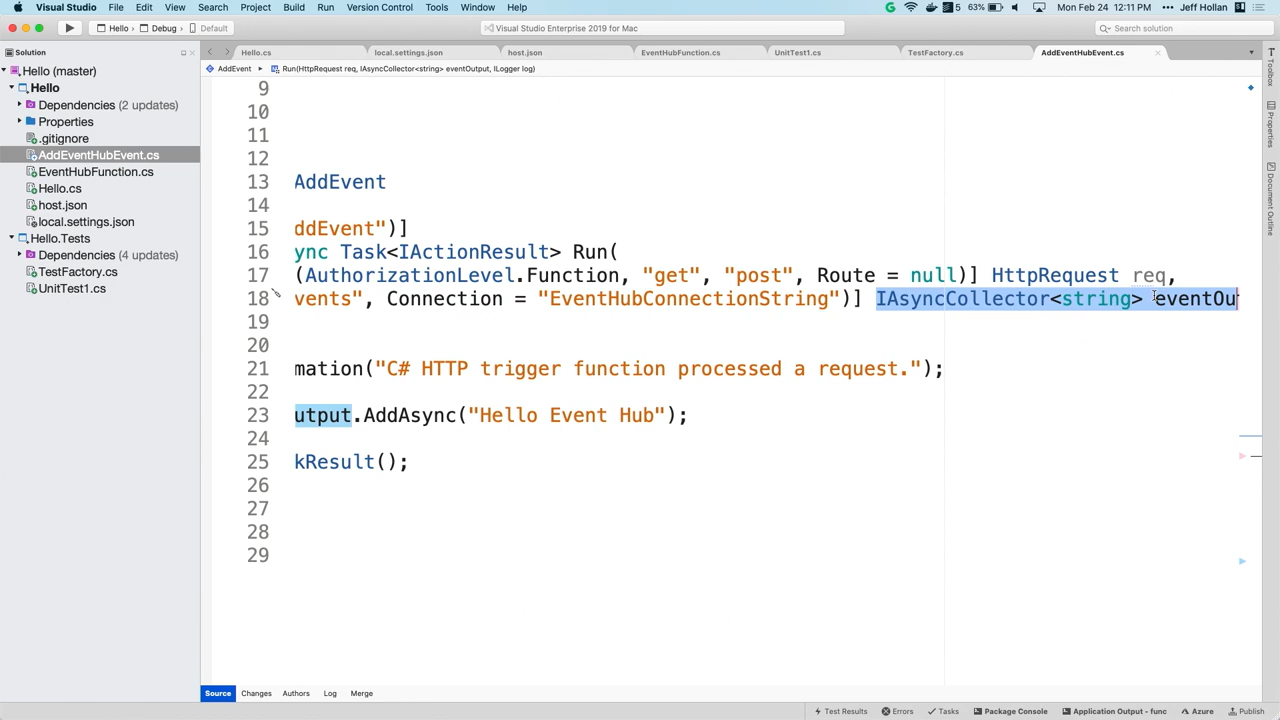 Visual Studio File Edit View Search Project Build Run Version Control Tools Window Help 5 63% Mon Feb 24 12:11 PM Jeff Hollan
Hello Debug Default Visual Studio Enterprise 2019 for Mac Search solution
Solution
Hello.cs local.settings.json host.json EventHubFunction.cs UnitTest1.cs TestFactory.cs AddEventHubEvent.cs
AddEvent Run(HttpRequest req, IAsyncCollector<string> eventOutput, ILogger log)
Hello (master)
Hello
Dependencies (2 updates)
Properties
.gitignore
AddEventHubEvent.cs
EventHubFunction.cs
Hello.cs
host.json
local.settings.json
Hello.Tests
Dependencies (4 updates)
TestFactory.cs
UnitTest1.cs
9
10
11
12
13 AddEvent
14
15 ddEvent")]
16 ync Task<IActionResult> Run(
17 (AuthorizationLevel.Function, "get", "post", Route = null)] HttpRequest req,
18 vents", Connection = "EventHubConnectionString")] IAsyncCollector<string> eventOu
19
20
21 mation("C# HTTP trigger function processed a request.");
22
23 utput.AddAsync("Hello Event Hub");
24
25 kResult();
26
27
28
29
Toolbox
Properties
Document Outline
Source Changes Authors Log Merge
Test Results Errors Tasks Package Console Application Output - func Azure Publish